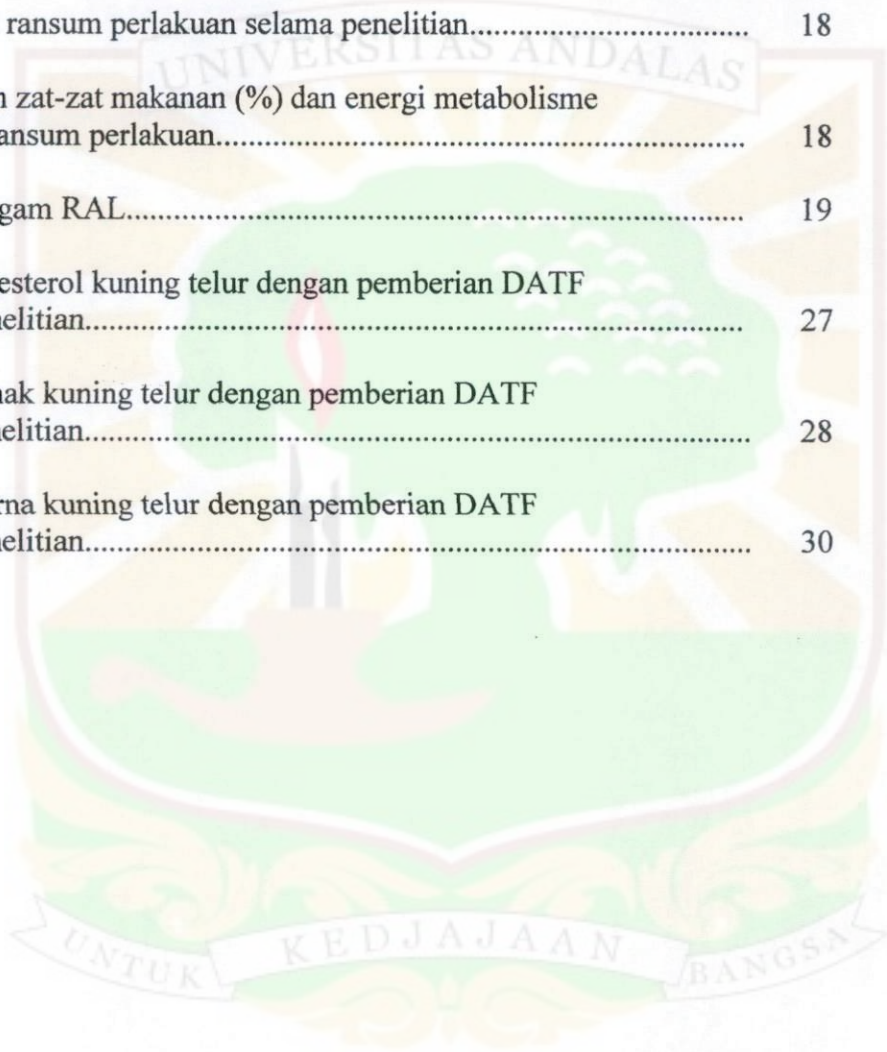 ransum perlakuan selama penelitian.................................. 18
UNIVERSITAS ANDALAS
zat-zat makanan (%) dan energi metabolisme
ansum perlakuan................................................................. 18
gam RAL............................................................................ 19
esterol kuning telur dengan pemberian DATF
elitian................................................................................ 27
ak kuning telur dengan pemberian DATF
elitian................................................................................. 28
rna kuning telur dengan pemberian DATF
elitian................................................................................. 30
UNTUK KEDJAJAAN BANGSA